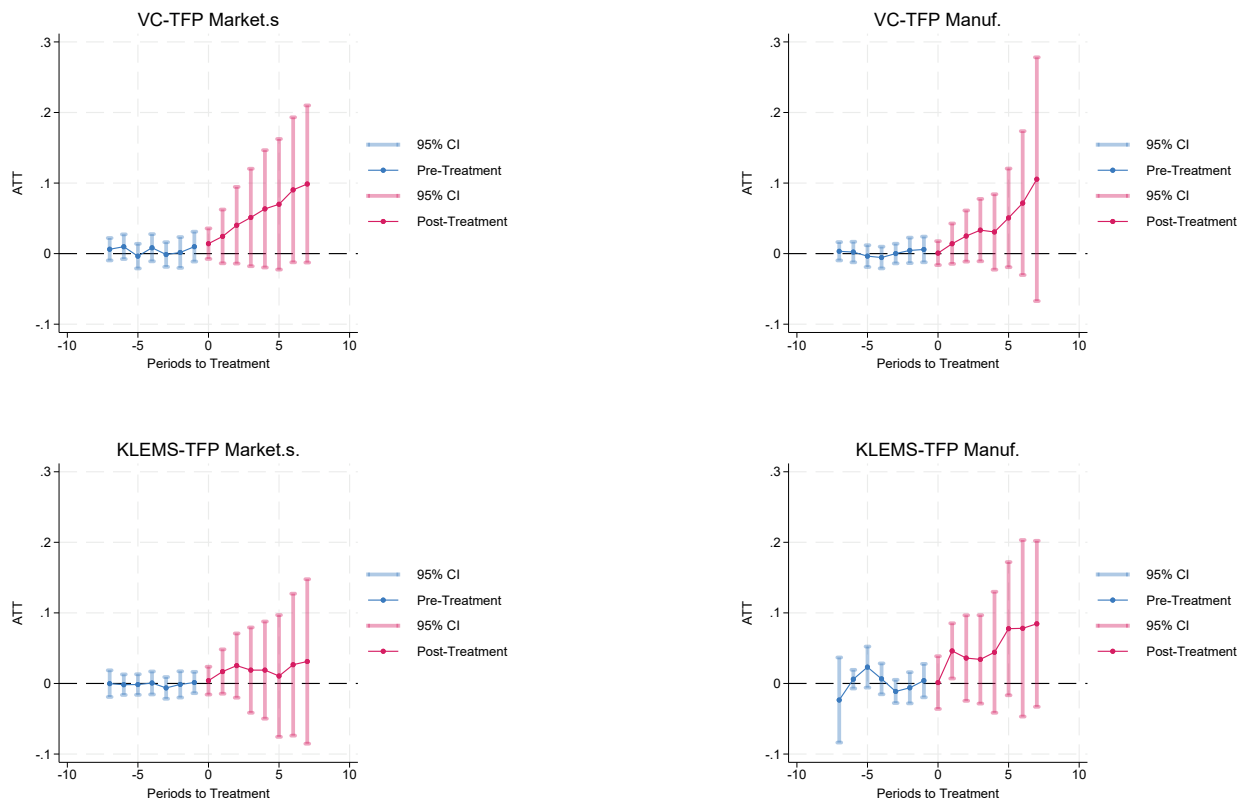 VC-TFP Market.s
.3
.2
.1
0
-.1
ATT
-10
-5
0
5
10
Periods to Treatment
95% CI
Pre-Treatment
95% CI
Post-Treatment
VC-TFP Manuf.
.3
.2
.1
0
-.1
ATT
-10
-5
0
5
10
Periods to Treatment
95% CI
Pre-Treatment
95% CI
Post-Treatment
KLEMS-TFP Market.s.
.3
.2
.1
0
-.1
ATT
-10
-5
0
5
10
Periods to Treatment
95% CI
Pre-Treatment
95% CI
Post-Treatment
KLEMS-TFP Manuf.
.3
.2
.1
0
-.1
ATT
-10
-5
0
5
10
Periods to Treatment
95% CI
Pre-Treatment
95% CI
Post-Treatment